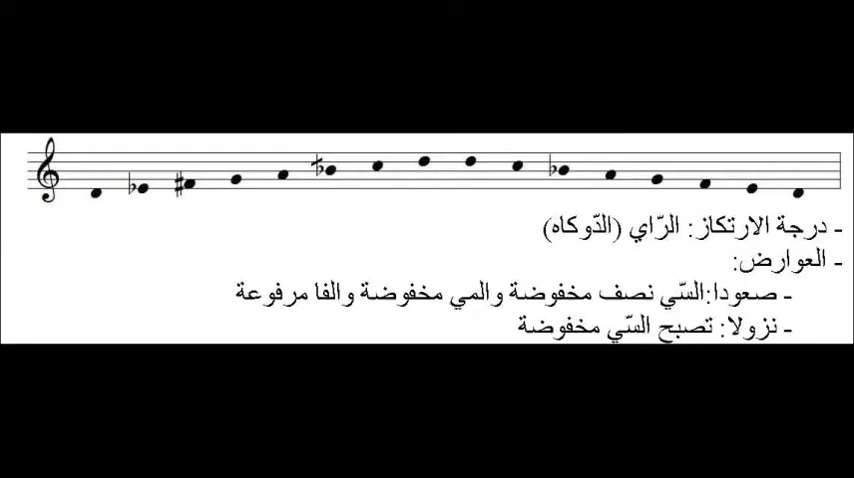 - درجة الارتكاز: الرّاي (الدّوكاه)
- العوارض:
- صعودا:السّي نصف مخفوضة والمي مخفوضة والفا مرفوعة
- نزولا: تصبح السّي مخفوضة